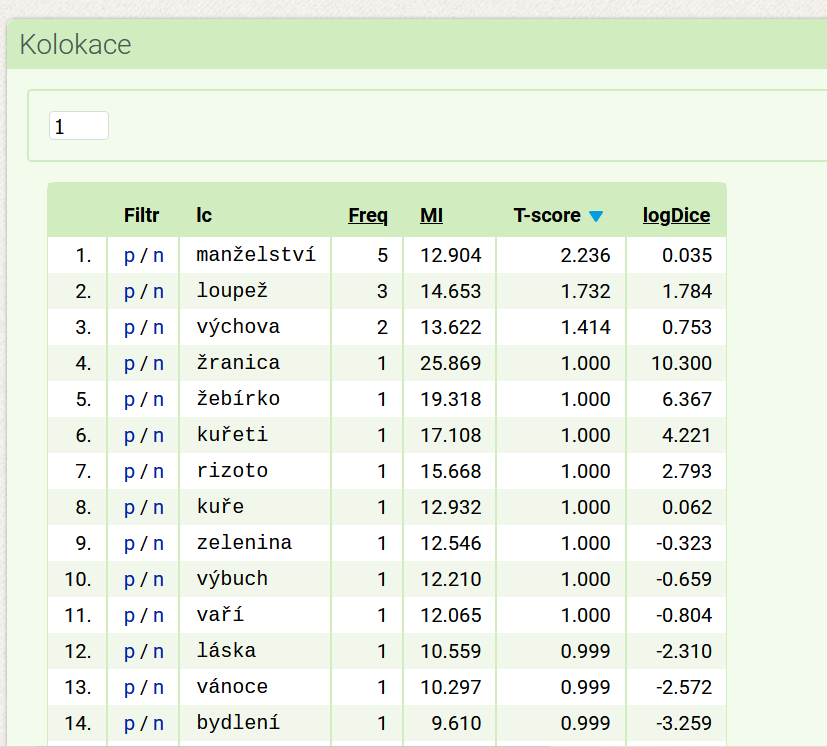 Kolokace
1
Filtr lc Freq MI T-score logDice
1. p / n manželství 5 12.904 2.236 0.035
2. p / n loupež 3 14.653 1.732 1.784
3. p / n výchova 2 13.622 1.414 0.753
4. p / n žranica 1 25.869 1.000 10.300
5. p / n žebírko 1 19.318 1.000 6.367
6. p / n kuřeti 1 17.108 1.000 4.221
7. p / n rizoto 1 15.668 1.000 2.793
8. p / n kuře 1 12.932 1.000 0.062
9. p / n zelenina 1 12.546 1.000 -0.323
10. p / n výbuch 1 12.210 1.000 -0.659
11. p / n vaří 1 12.065 1.000 -0.804
12. p / n láska 1 10.559 0.999 -2.310
13. p / n vánoce 1 10.297 0.999 -2.572
14. p / n bydlení 1 9.610 0.999 -3.259